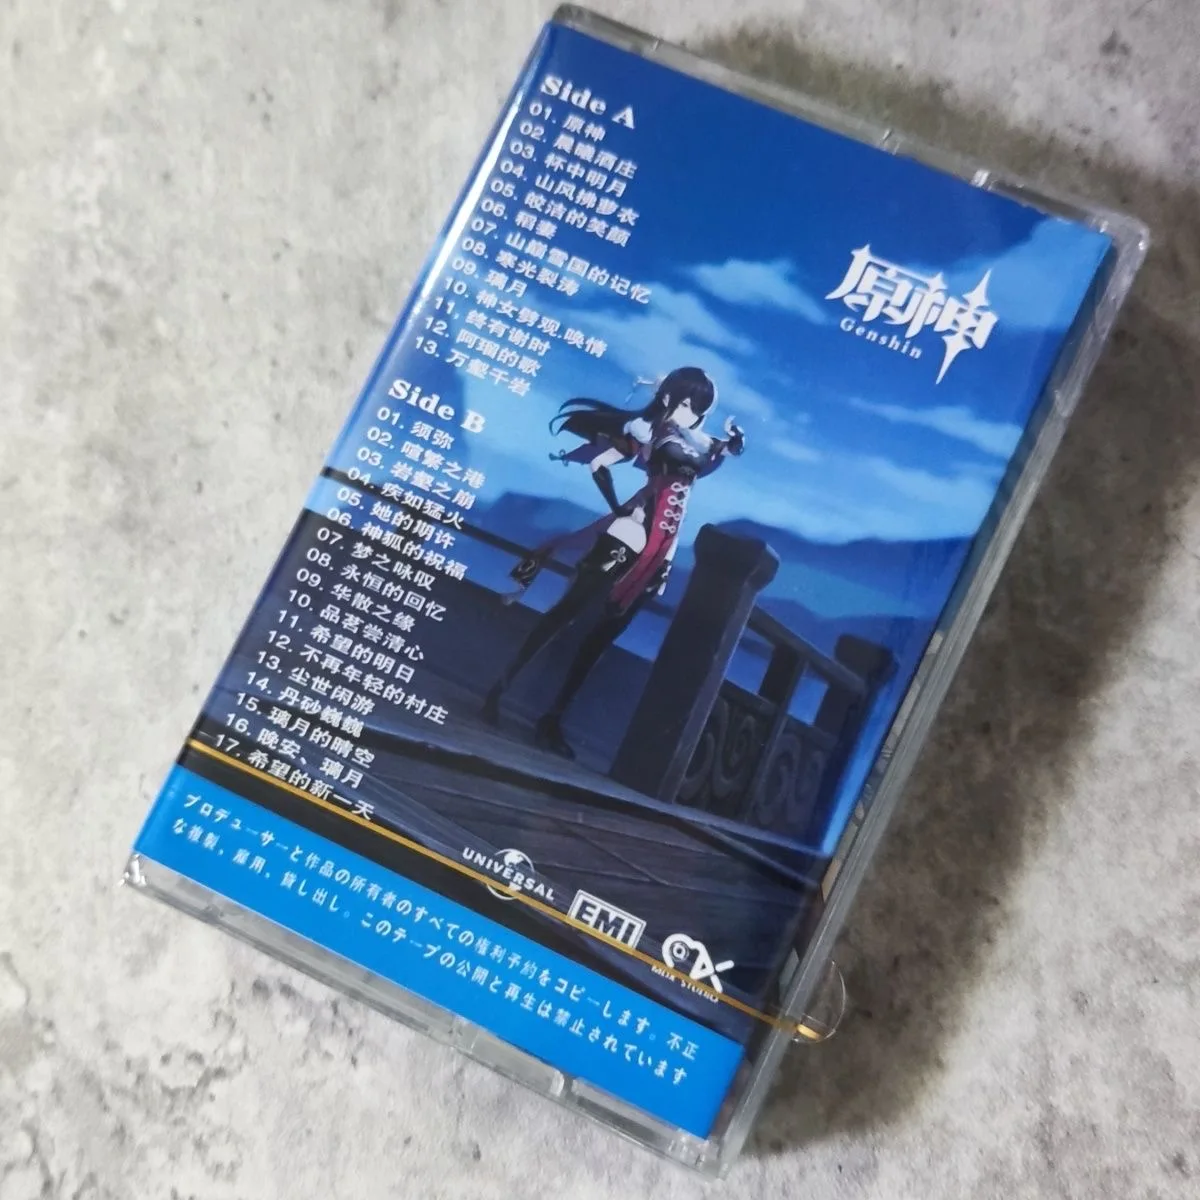 Side A
01. 原神
02. 晨曦酒庄
03. 杯中明月
04. 山风拂萝衣
05. 皎洁的笑颜
06. 稻妻
07. 山巅雪国的记忆
08. 寒光裂涛
09. 璃月
10. 神女劈观.唤情
11. 终有谢时
12. 阿瑠的歌
13. 万壑千岩
Side B
01. 须弥
02. 喧繁之港
03. 岩壑之崩
04. 疾如猛火
05. 她的期许
06. 神狐的祝福
07. 梦之咏叹
08. 永恒的回忆
09. 华散之缘
10. 品茗尝清心
11. 希望的明日
12. 不再年轻的村庄
13. 尘世闲游
14. 丹砂巍巍
15. 璃月的晴空
16. 晚安、璃月
17. 希望的新一天
原神
Genshin
UNIVERSAL
EMI
MDX STUDIO
プロデューサーと作品の所有者のすべての権利予約をコピーします。不正
な複製，雇用，貸し出し。このテープの公開と再生は禁止されています